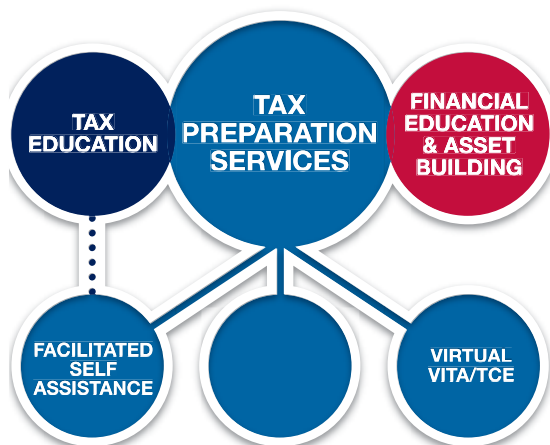 TAX
EDUCATION
TAX
PREPARATION
SERVICES
FINANCIAL
EDUCATION
& ASSET
BUILDING
FACILITATED
SELF
ASSISTANCE
VIRTUAL
VITA/TCE